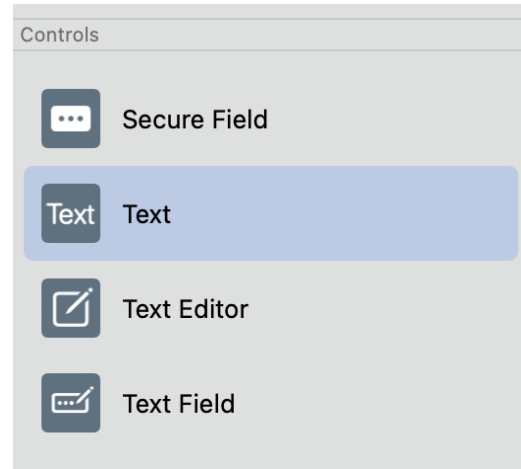 Controls
Secure Field
Text Text
Text Editor
Text Field